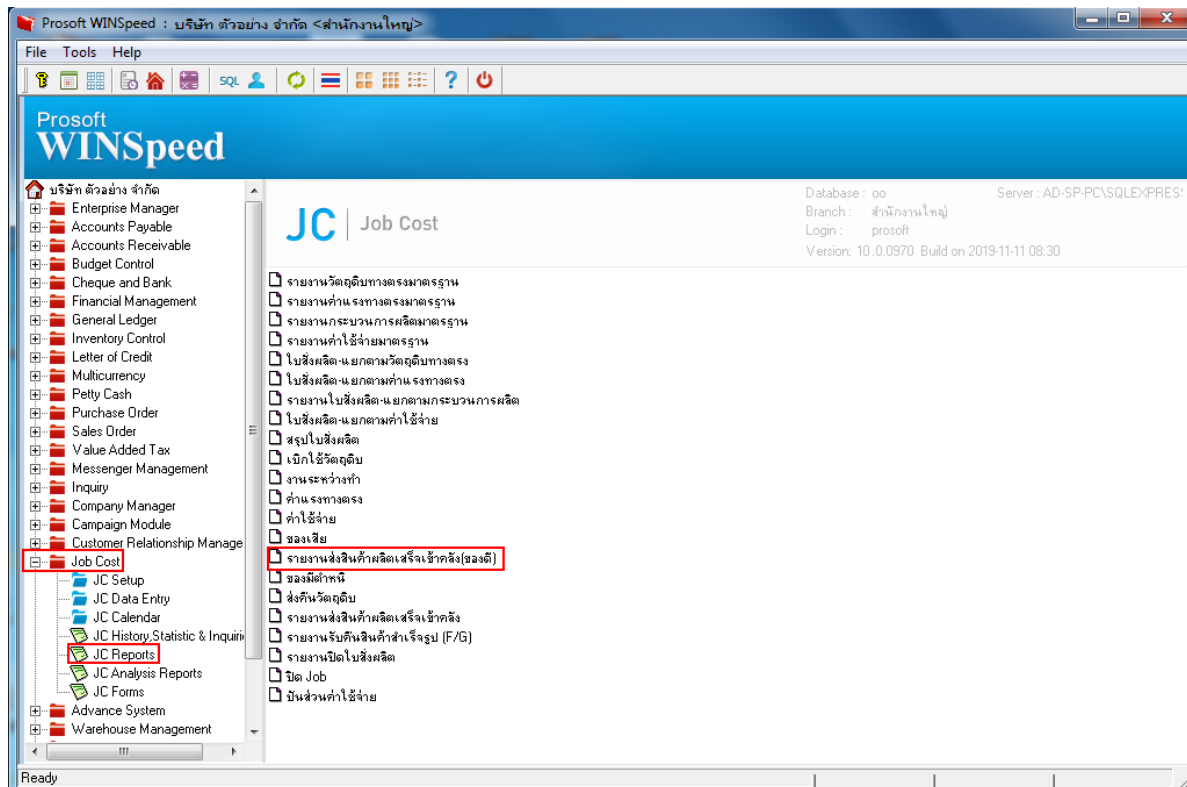 Prosoft WINSpeed : บริษัท ตัวอย่าง จำกัด <สำนักงานใหญ่>
File Tools Help
SQL
Prosoft
WINSpeed
บริษัท ตัวอย่าง จำกัด
Enterprise Manager
Accounts Payable
Accounts Receivable
Budget Control
Cheque and Bank
Financial Management
General Ledger
Inventory Control
Letter of Credit
Multicurrency
Petty Cash
Purchase Order
Sales Order
Value Added Tax
Messenger Management
Inquiry
Company Manager
Campaign Module
Customer Relationship Manage
Job Cost
JC Setup
JC Data Entry
JC Calendar
JC History,Statistic & Inquiri
JC Reports
JC Analysis Reports
JC Forms
Advance System
Warehouse Management
JC Job Cost
Database : oo Server : AD-SP-PC\SQLEXPRES
Branch : สำนักงานใหญ่
Login : prosoft
Version: 10 .0.0970 Build on 2019-11-11 08:30
รายงานวัตถุดิบทางตรงมาตรฐาน
รายงานค่าแรงทางตรงมาตรฐาน
รายงานกระบวนการผลิตมาตรฐาน
รายงานค่าใช้จ่ายมาตรฐาน
ใบสั่งผลิต-แยกตามวัตถุดิบทางตรง
ใบสั่งผลิต-แยกตามค่าแรงทางตรง
รายงานใบสั่งผลิต-แยกตามกระบวนการผลิต
ใบสั่งผลิต-แยกตามค่าใช้จ่าย
สรุปใบสั่งผลิต
เบิกใช้วัตถุดิบ
งานระหว่างทำ
ค่าแรงทางตรง
ค่าใช้จ่าย
ของเสีย
รายงานส่งสินค้าผลิตเสร็จเข้าคลัง(ของดี)
ของมีตำหนิ
ส่งคืนวัตถุดิบ
รายงานส่งสินค้าผลิตเสร็จเข้าคลัง
รายงานรับคืนสินค้าสำเร็จรูป (F/G)
รายงานปิดใบสั่งผลิต
ปิด Job
ปันส่วนค่าใช้จ่าย
Ready